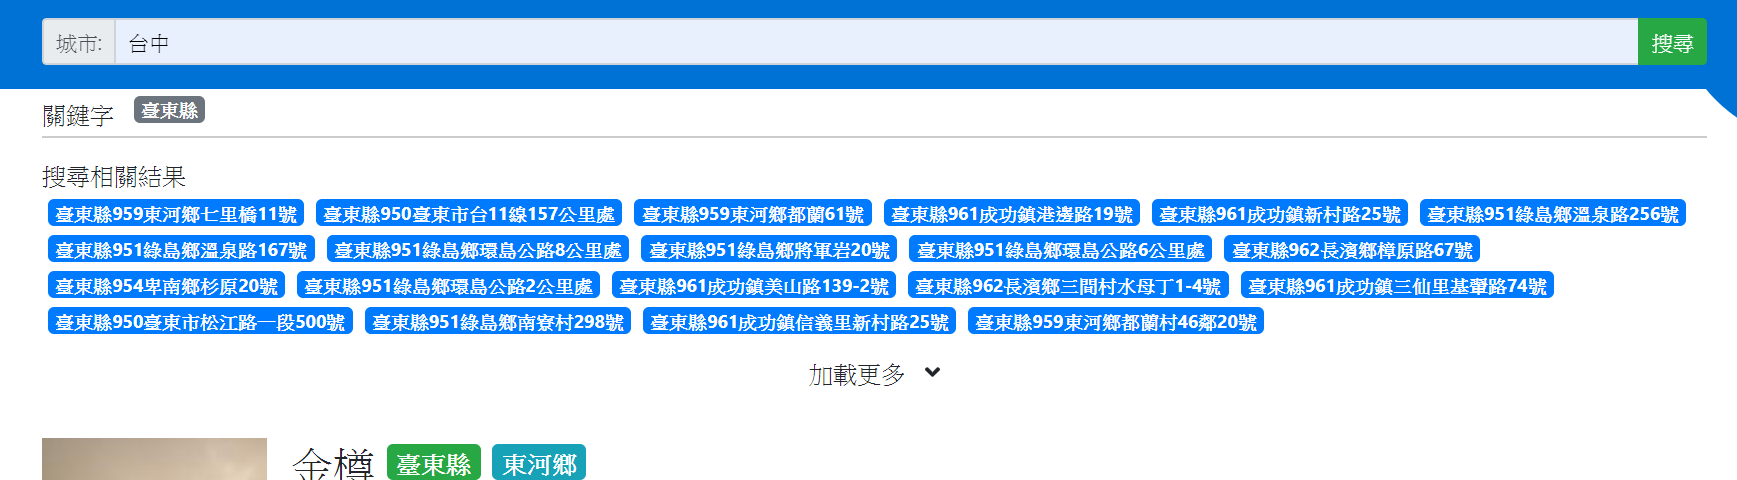 城市: 台中 搜尋
關鍵字 臺東縣
搜尋相關結果
臺東縣959東河鄉七里橋11號 臺東縣950臺東市台11線157公里處 臺東縣959東河鄉都蘭61號 臺東縣961成功鎮港邊路19號 臺東縣961成功鎮新村路25號 臺東縣951綠島鄉溫泉路256號
臺東縣951綠島鄉溫泉路167號 臺東縣951綠島鄉環島公路8公里處 臺東縣951綠島鄉將軍岩20號 臺東縣951綠島鄉環島公路6公里處 臺東縣962長濱鄉樟原路67號
臺東縣954卑南鄉杉原20號 臺東縣951綠島鄉環島公路2公里處 臺東縣961成功鎮美山路139-2號 臺東縣962長濱鄉三間村水母丁1-4號 臺東縣961成功鎮三仙里基翬路74號
臺東縣950臺東市松江路一段500號 臺東縣951綠島鄉南寮村298號 臺東縣961成功鎮信義里新村路25號 臺東縣959東河鄉都蘭村46鄰20號
加載更多
金樽 臺東縣 東河鄉